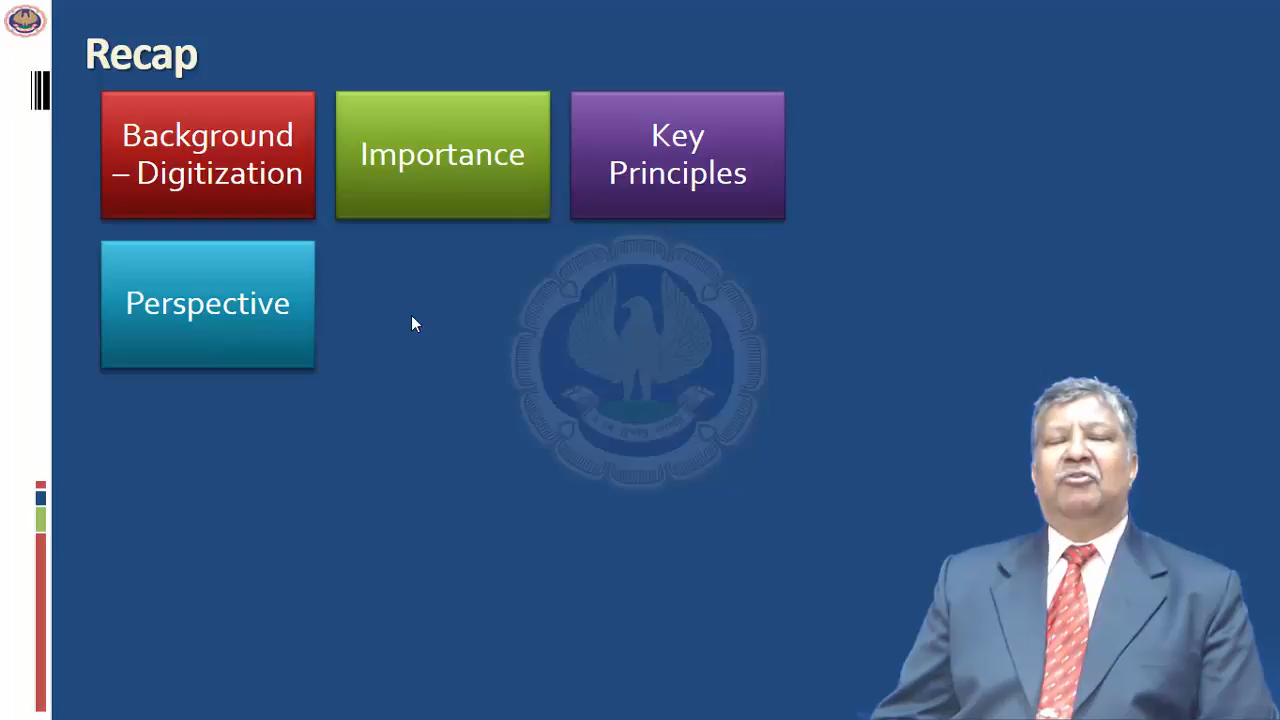 Recap
Background
– Digitization
Importance
Key
Principles
Perspective